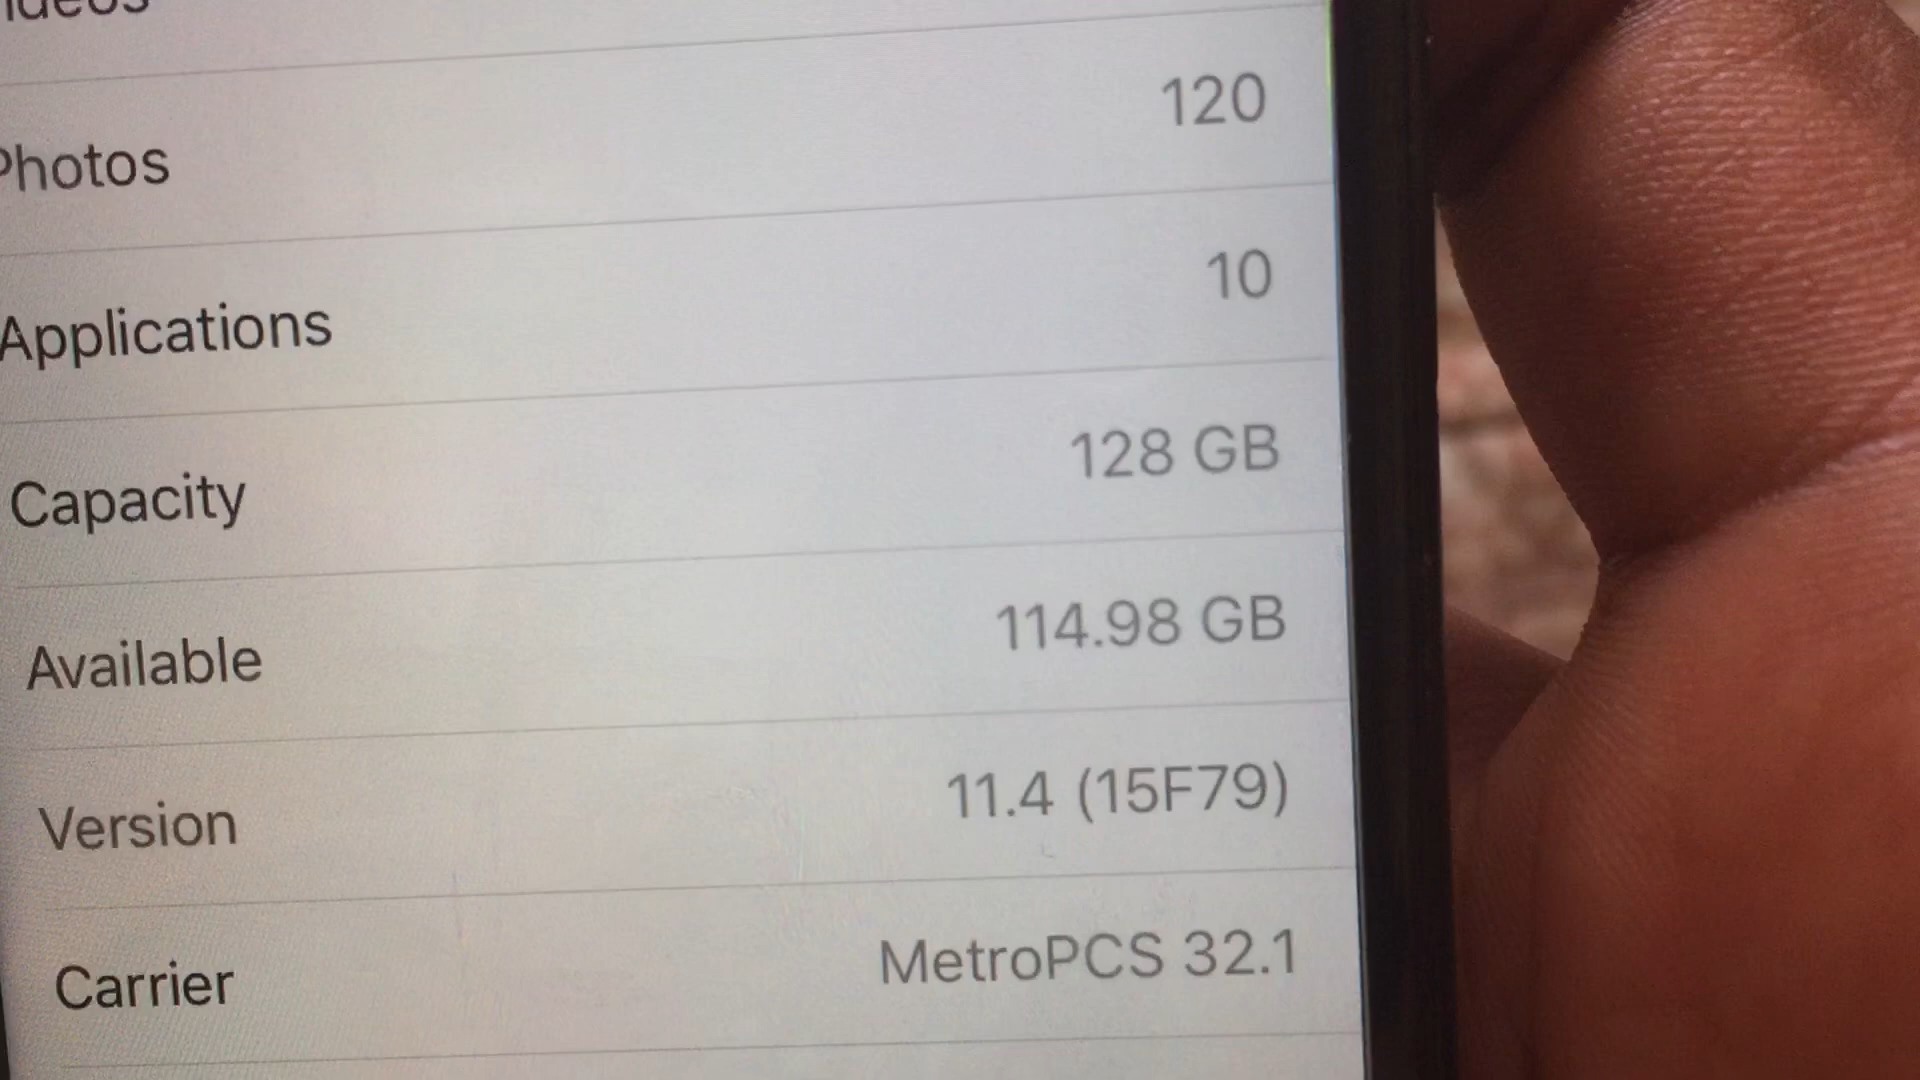 120
Photos
10
Applications
128 GB
Capacity
114.98 GB
Available
11.4 (15F79)
Version
MetroPCS 32.1
Carrier